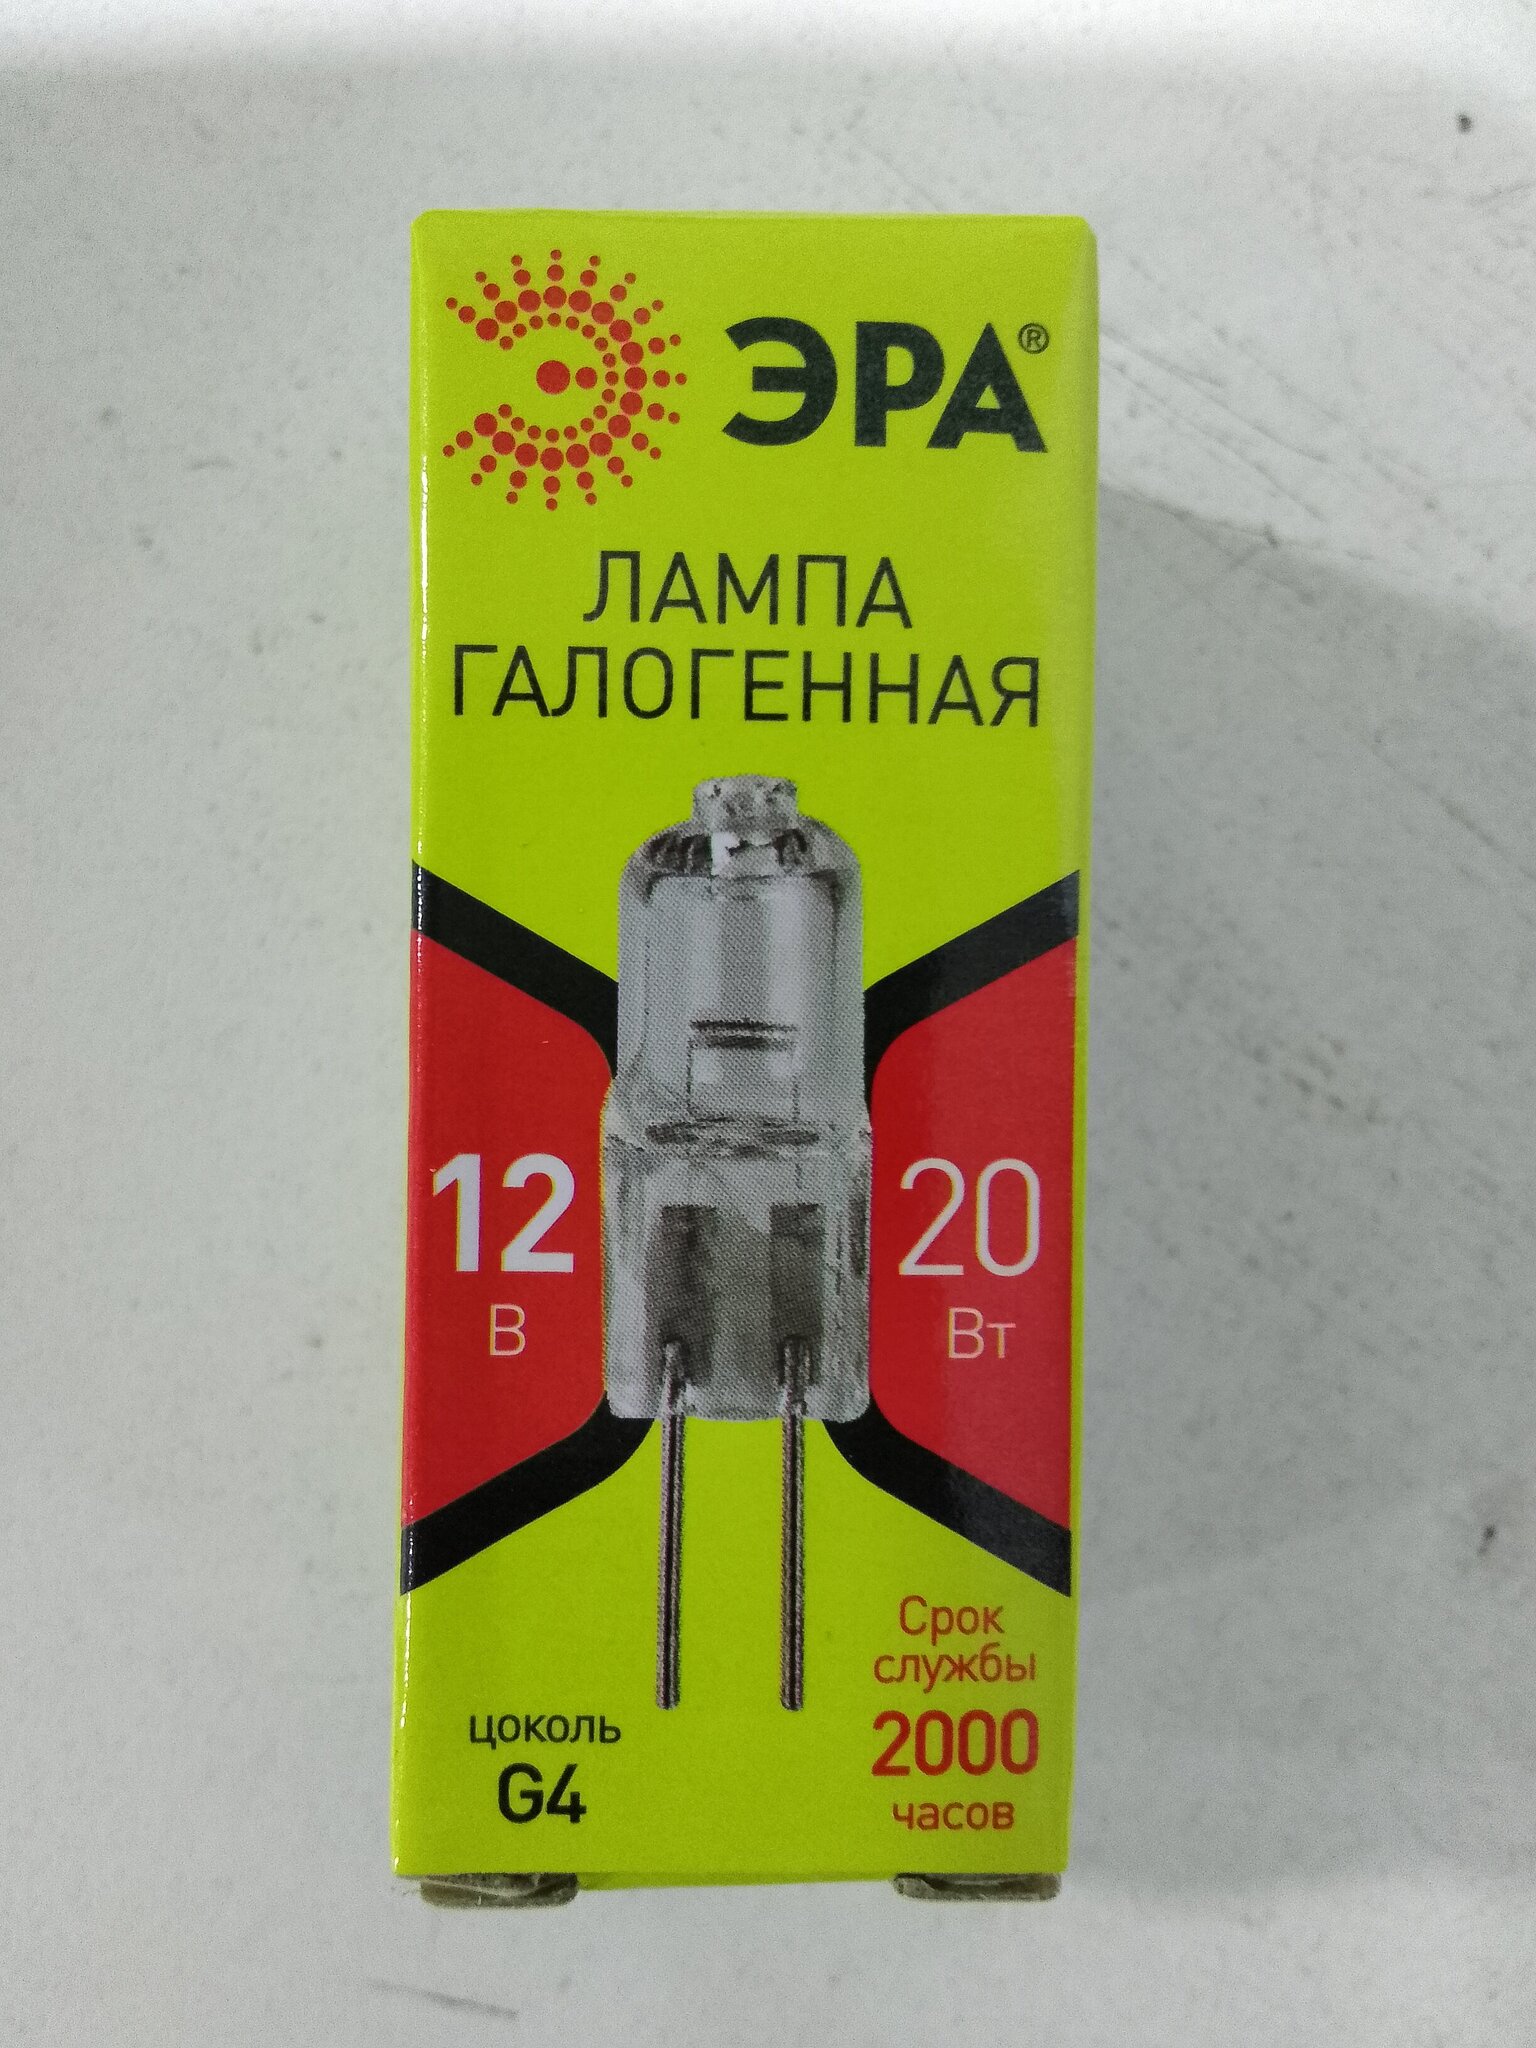 ЭРА®
ЛАМПА
ГАЛОГЕННАЯ
12
В
20
Вт
Срок
службы
2000
часов
цоколь
G4